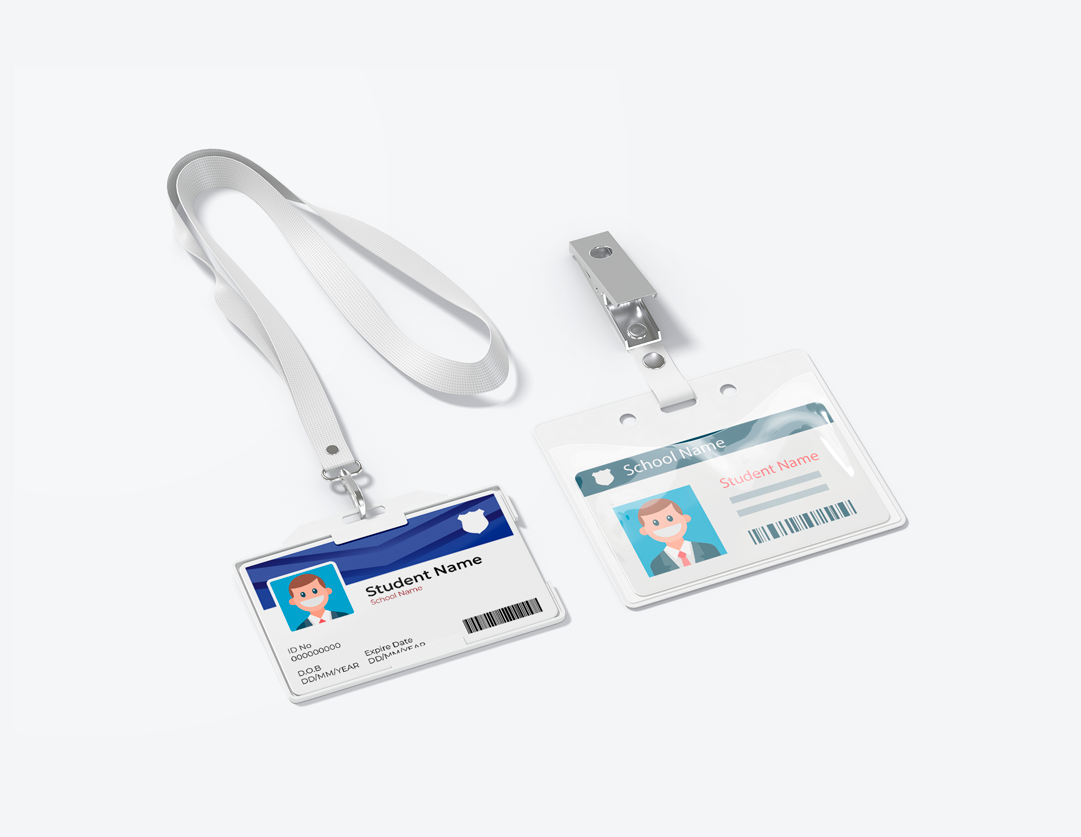 Student Name
School Name
ID No
000000000
D.O.B
DD/MM/YEAR
Expire Date
DD/MM/YEAR
School Name
Student Name